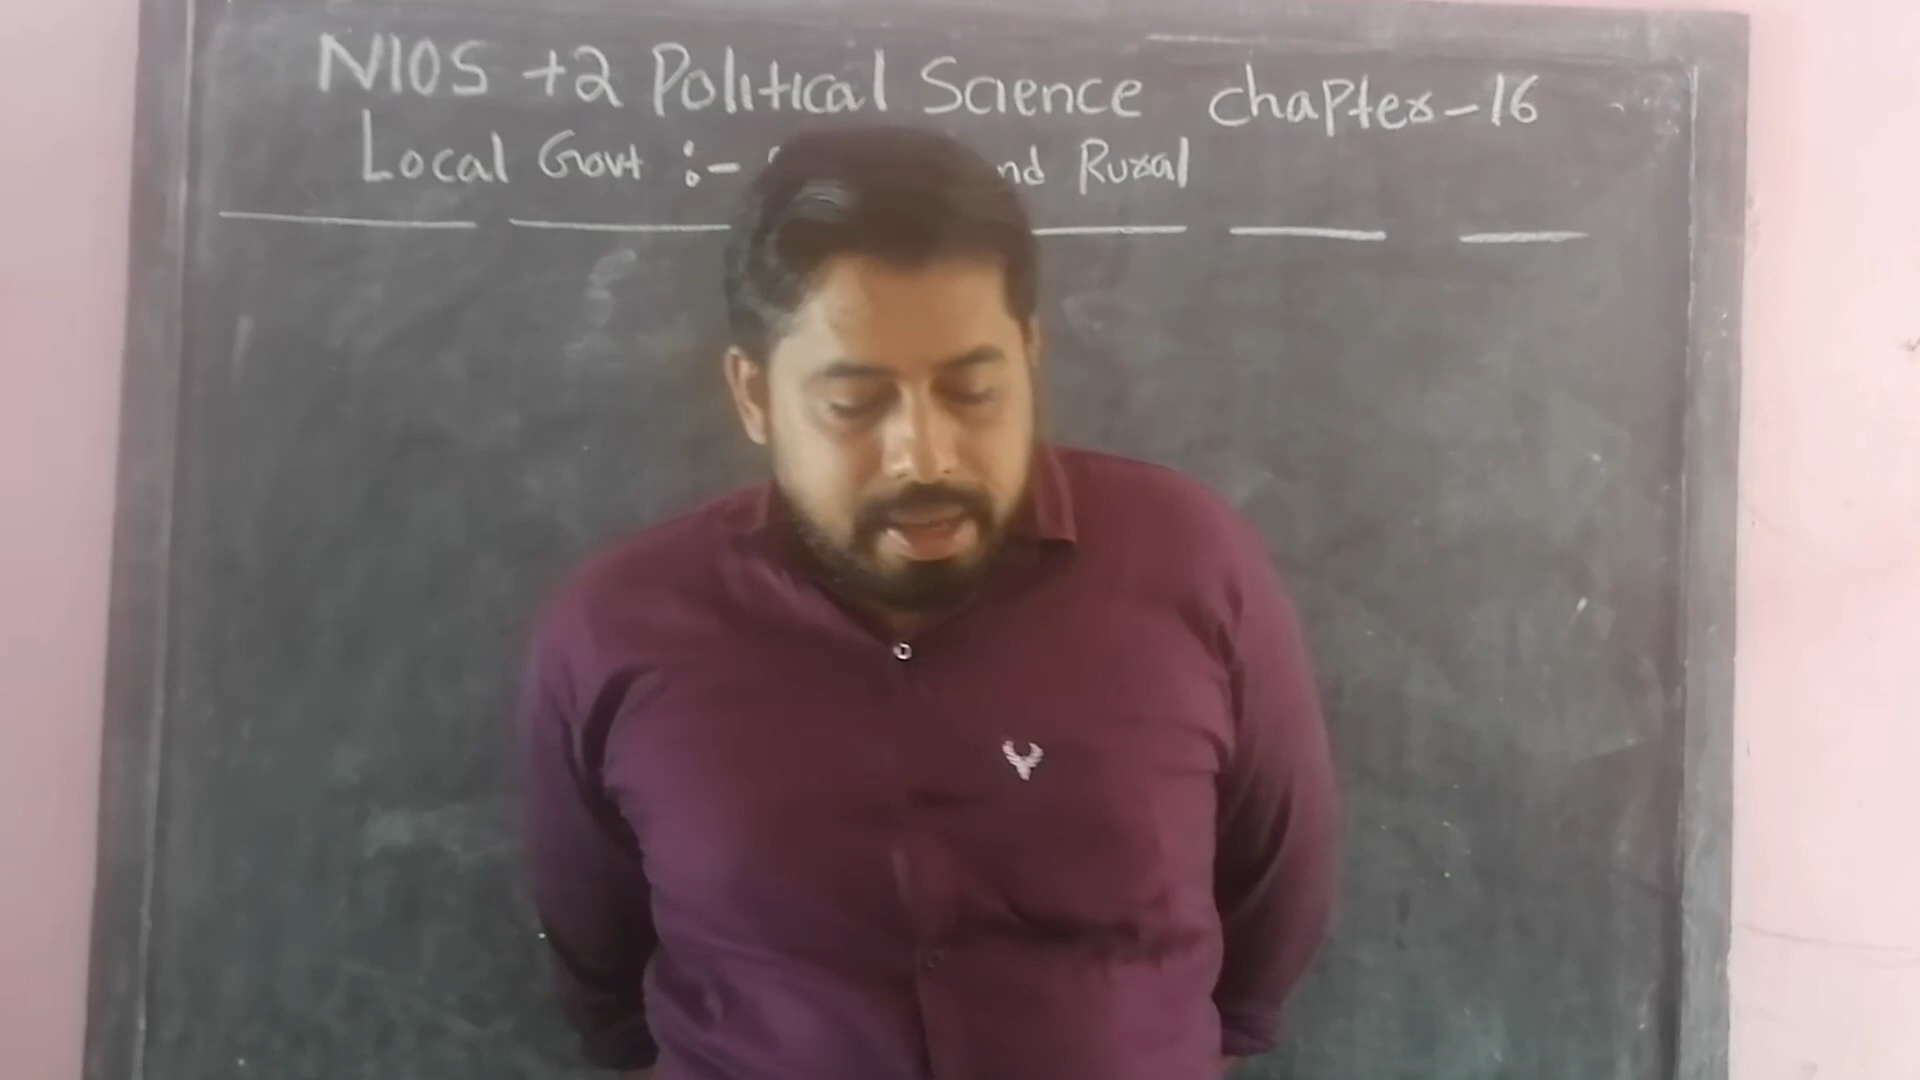 NIOS +2 Political Science chapter-16
Local Govt :- nd Rural